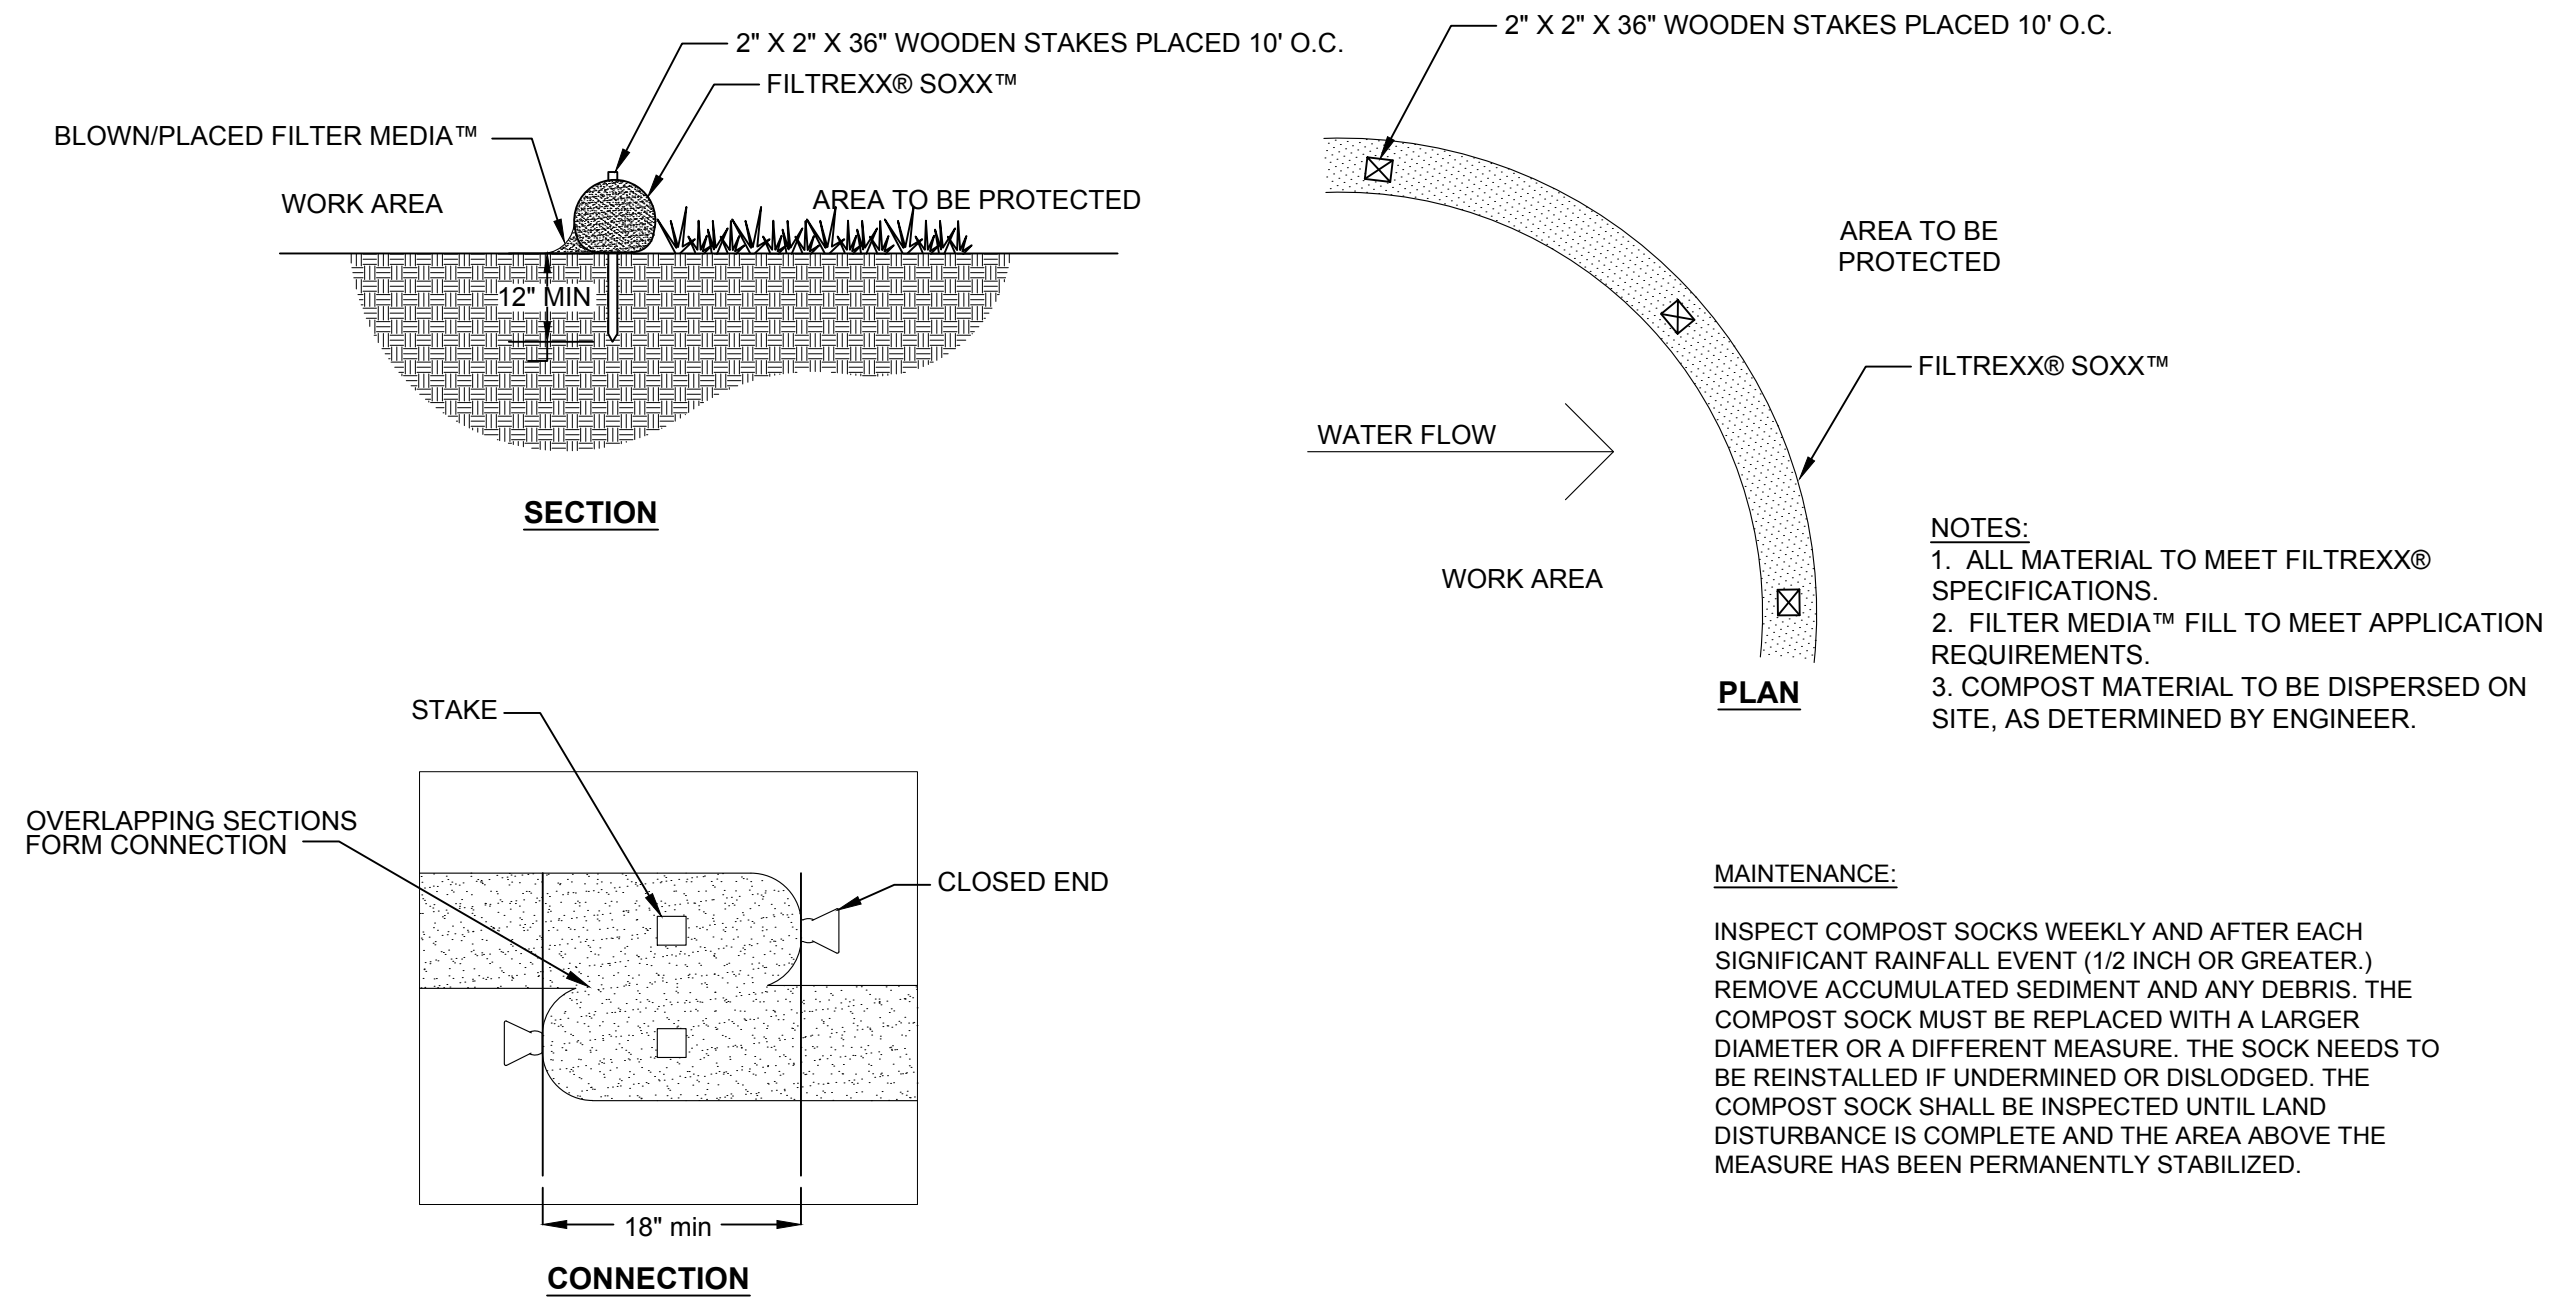 2" X 2" X 36" WOODEN STAKES PLACED 10' O.C.
FILTREXX® SOXX™
BLOWN/PLACED FILTER MEDIA™
WORK AREA
AREA TO BE PROTECTED
12" MIN
SECTION
2" X 2" X 36" WOODEN STAKES PLACED 10' O.C.
AREA TO BE
PROTECTED
FILTREXX® SOXX™
WATER FLOW
WORK AREA
PLAN
NOTES:
1. ALL MATERIAL TO MEET FILTREXX®
SPECIFICATIONS.
2. FILTER MEDIA™ FILL TO MEET APPLICATION
REQUIREMENTS.
3. COMPOST MATERIAL TO BE DISPERSED ON
SITE, AS DETERMINED BY ENGINEER.
STAKE
OVERLAPPING SECTIONS
FORM CONNECTION
CLOSED END
18" min
CONNECTION
MAINTENANCE:
INSPECT COMPOST SOCKS WEEKLY AND AFTER EACH
SIGNIFICANT RAINFALL EVENT (1/2 INCH OR GREATER.)
REMOVE ACCUMULATED SEDIMENT AND ANY DEBRIS. THE
COMPOST SOCK MUST BE REPLACED WITH A LARGER
DIAMETER OR A DIFFERENT MEASURE. THE SOCK NEEDS TO
BE REINSTALLED IF UNDERMINED OR DISLODGED. THE
COMPOST SOCK SHALL BE INSPECTED UNTIL LAND
DISTURBANCE IS COMPLETE AND THE AREA ABOVE THE
MEASURE HAS BEEN PERMANENTLY STABILIZED.